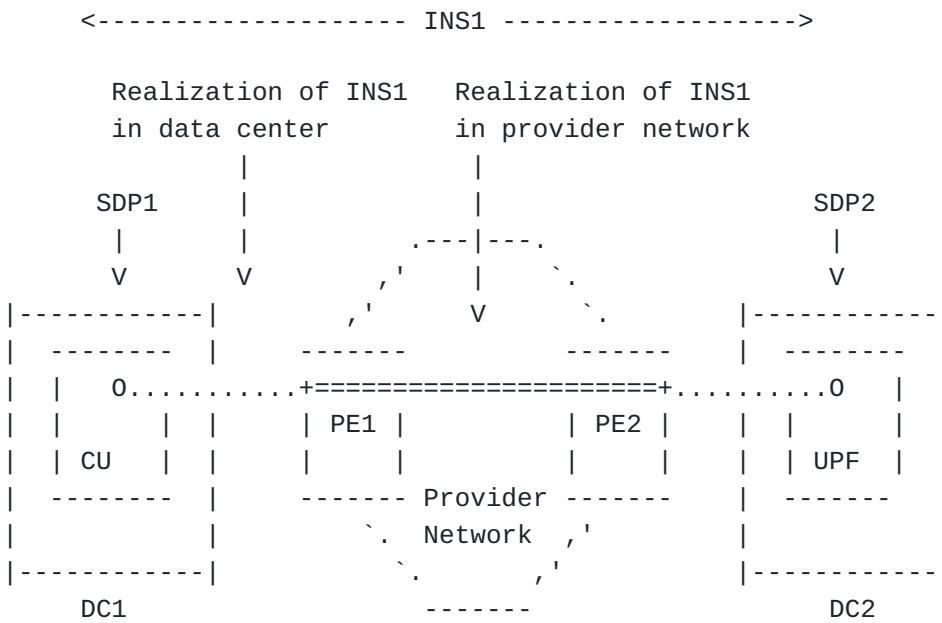 <-------------------- INS1 ------------------->
Realization of INS1   Realization of INS1
in data center        in provider network
SDP1   SDP2
V   V   V   V
O...........+======================+..........O
PE1   PE2
CU   UPF
Provider
Network
DC1   DC2